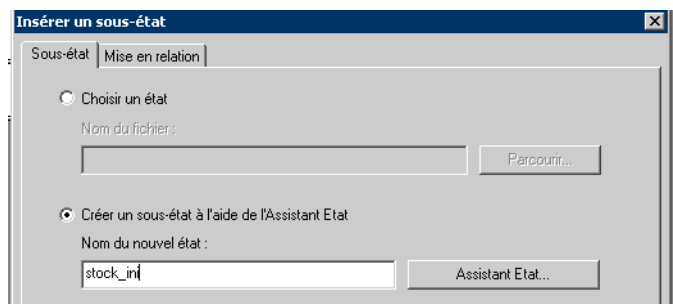 Insérer un sous-état
Sous-état Mise en relation
Choisir un état
Nom du fichier :
Parcourir...
Créer un sous-état à l'aide de l'Assistant Etat
Nom du nouvel état :
stock_ini Assistant Etat...